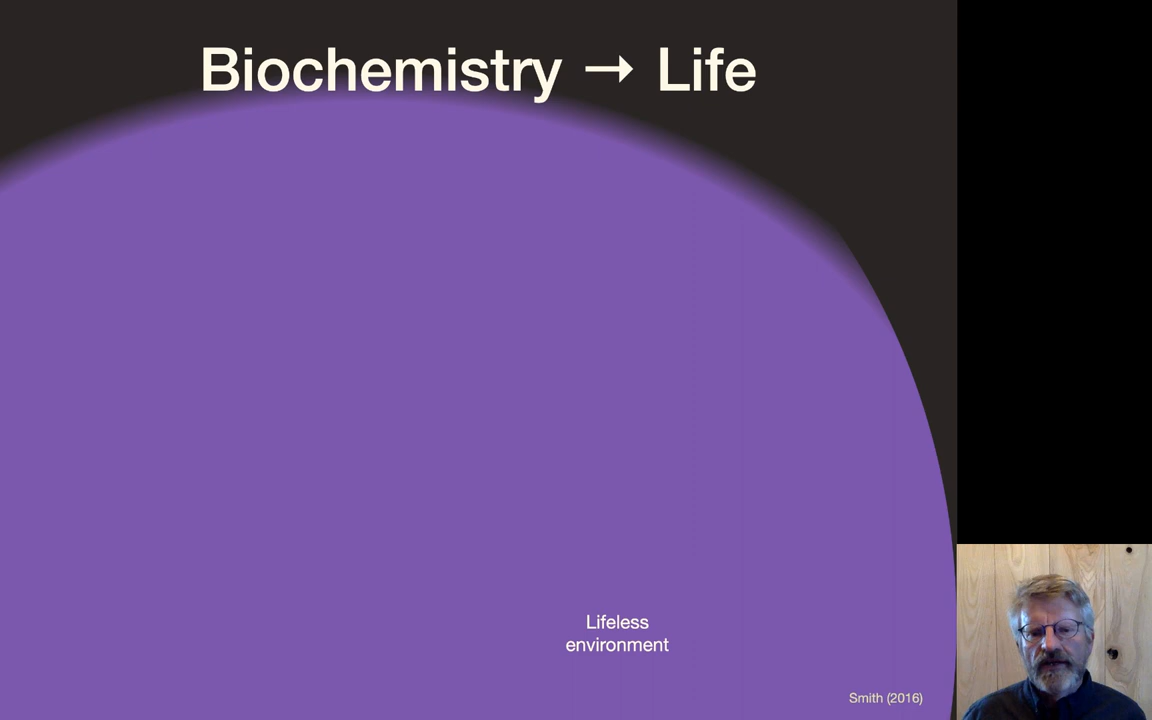 Biochemistry → Life
Lifeless
environment
Smith (2016)